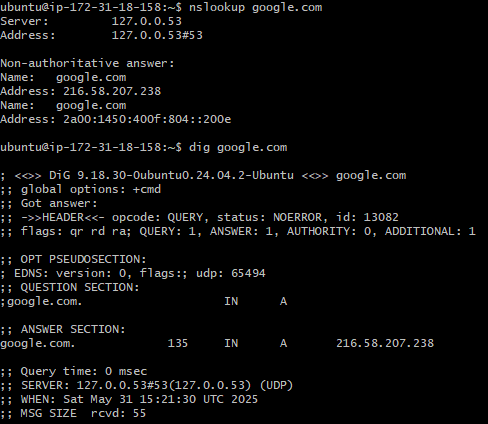 ubuntu@ip-172-31-18-158:~$ nslookup google.com
Server:         127.0.0.53
Address:        127.0.0.53#53

Non-authoritative answer:
Name:   google.com
Address: 216.58.207.238
Name:   google.com
Address: 2a00:1450:400f:804::200e

ubuntu@ip-172-31-18-158:~$ dig google.com

; <<>> DiG 9.18.30-0ubuntu0.24.04.2-Ubuntu <<>> google.com
;; global options: +cmd
;; Got answer:
;; ->>HEADER<<- opcode: QUERY, status: NOERROR, id: 13082
;; flags: qr rd ra; QUERY: 1, ANSWER: 1, AUTHORITY: 0, ADDITIONAL: 1

;; OPT PSEUDOSECTION:
; EDNS: version: 0, flags:; udp: 65494
;; QUESTION SECTION:
;google.com.                    IN      A

;; ANSWER SECTION:
google.com.             135     IN      A       216.58.207.238

;; Query time: 0 msec
;; SERVER: 127.0.0.53#53(127.0.0.53) (UDP)
;; WHEN: Sat May 31 15:21:30 UTC 2025
;; MSG SIZE  rcvd: 55